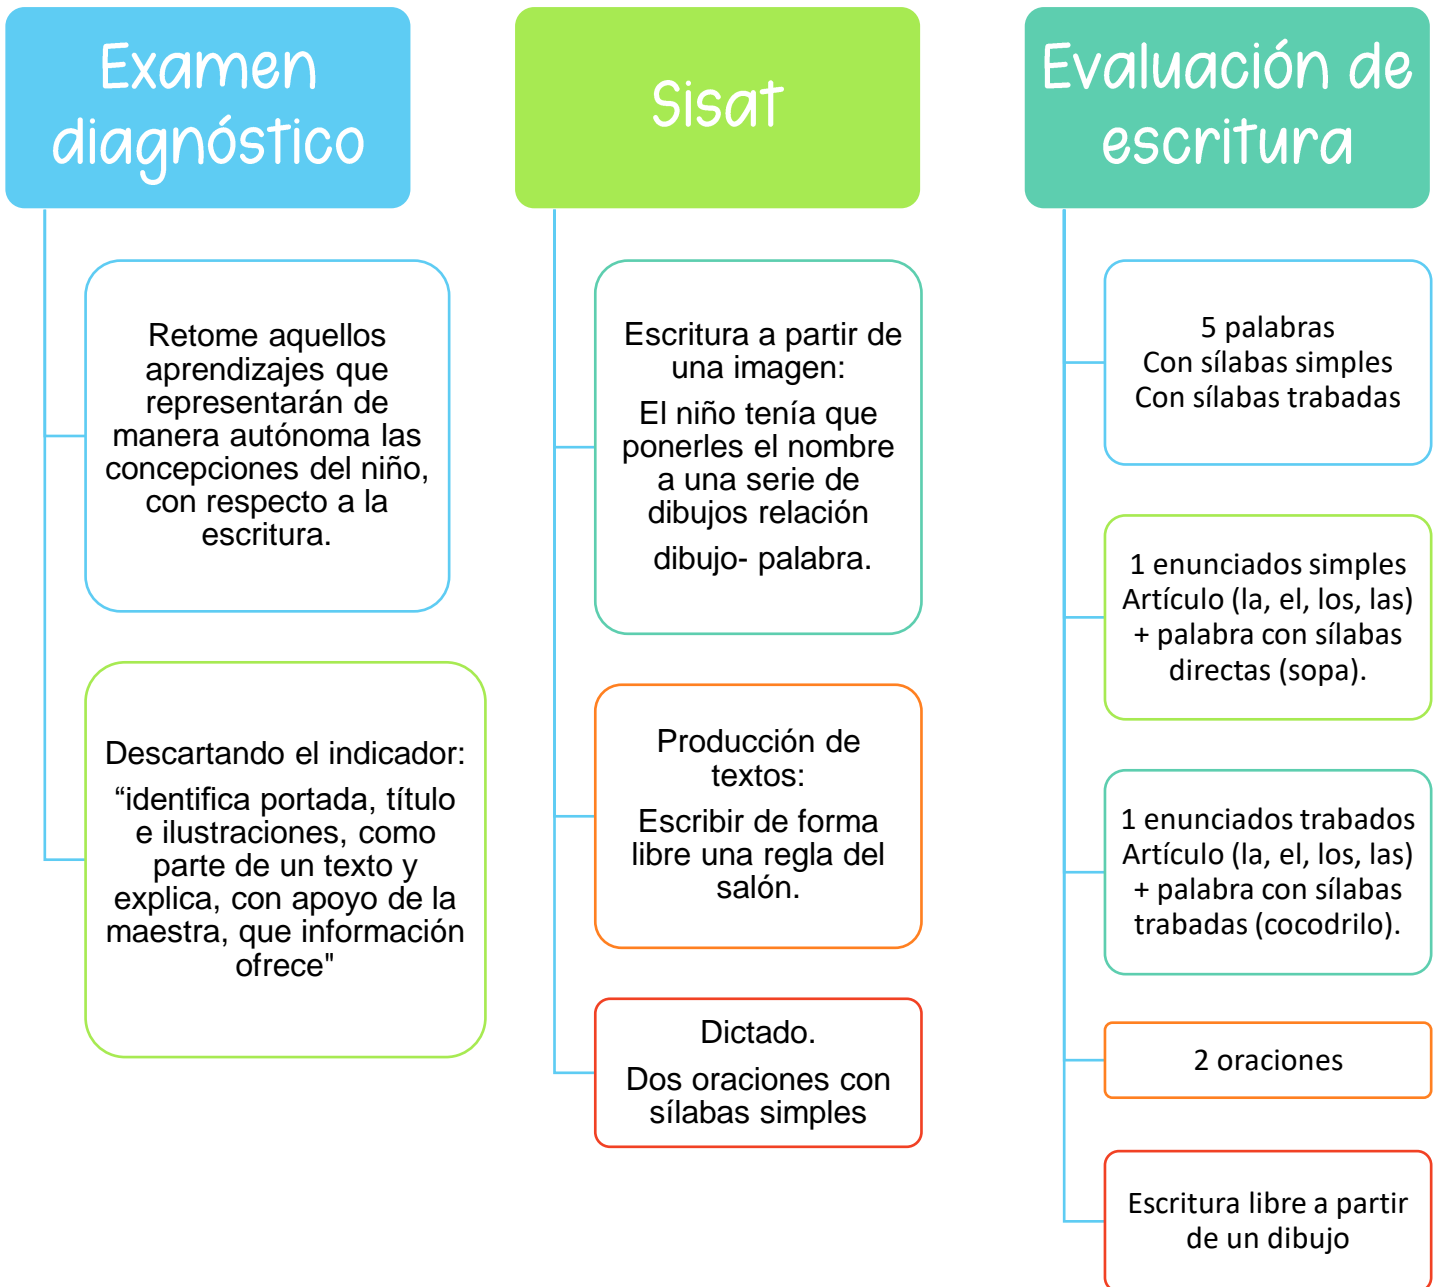 Examen
diagnóstico
Retome aquellos
aprendizajes que
representarán de
manera autónoma las
concepciones del niño,
con respecto a la
escritura.
Descartando el indicador:
“identifica portada, título
e ilustraciones, como
parte de un texto y
explica, con apoyo de la
maestra, que información
ofrece"
Sisat
Escritura a partir de
una imagen:
El niño tenía que
ponerles el nombre
a una serie de
dibujos relación
dibujo- palabra.
Producción de
textos:
Escribir de forma
libre una regla del
salón.
Dictado.
Dos oraciones con
sílabas simples
Evaluación de
escritura
5 palabras
Con sílabas simples
Con sílabas trabadas
1 enunciados simples
Artículo (la, el, los, las)
+ palabra con sílabas
directas (sopa).
1 enunciados trabados
Artículo (la, el, los, las)
+ palabra con sílabas
trabadas (cocodrilo).
2 oraciones
Escritura libre a partir
de un dibujo